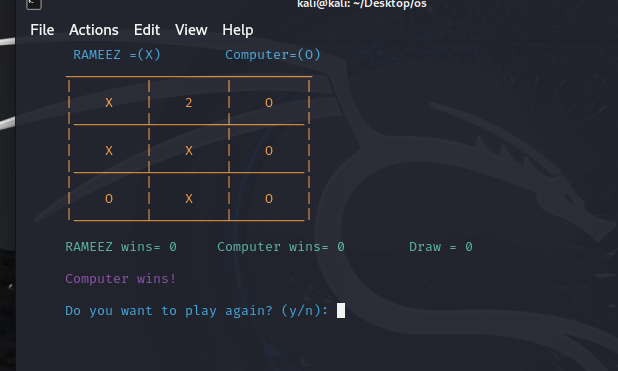 kali@kali: ~/Desktop/os
File Actions Edit View Help
RAMEEZ =(X) Computer=(O)
X 2 O
X X O
O X O
RAMEEZ wins= 0 Computer wins= 0 Draw = 0
Computer wins!
Do you want to play again? (y/n):